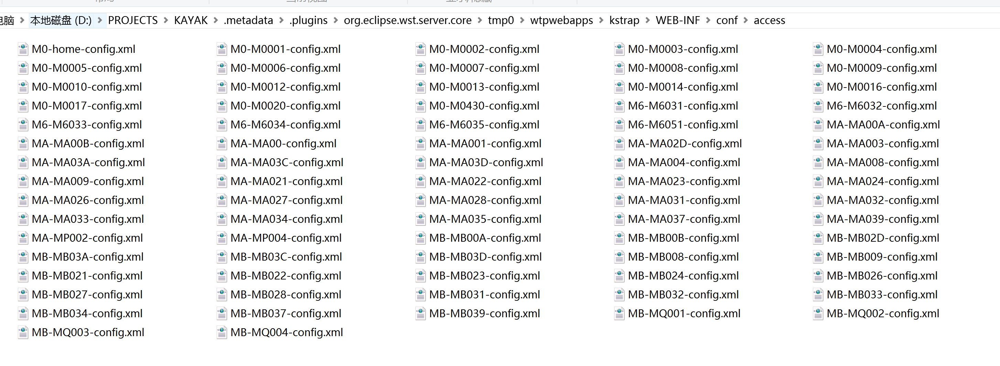 本地磁盘 (D:) PROJECTS KAYAK .metadata .plugins org.eclipse.wst.server.core tmp0 wtpwebapps kstrap WEB-INF conf access
M0-home-config.xml M0-M0001-config.xml M0-M0002-config.xml M0-M0003-config.xml M0-M0004-config.xml
M0-M0005-config.xml M0-M0006-config.xml M0-M0007-config.xml M0-M0008-config.xml M0-M0009-config.xml
M0-M0010-config.xml M0-M0012-config.xml M0-M0013-config.xml M0-M0014-config.xml M0-M0016-config.xml
M0-M0017-config.xml M0-M0020-config.xml M0-M0430-config.xml M6-M6031-config.xml M6-M6032-config.xml
M6-M6033-config.xml M6-M6034-config.xml M6-M6035-config.xml M6-M6051-config.xml MA-MA00A-config.xml
MA-MA00B-config.xml MA-MA00-config.xml MA-MA001-config.xml MA-MA02D-config.xml MA-MA003-config.xml
MA-MA03A-config.xml MA-MA03C-config.xml MA-MA03D-config.xml MA-MA004-config.xml MA-MA008-config.xml
MA-MA009-config.xml MA-MA021-config.xml MA-MA022-config.xml MA-MA023-config.xml MA-MA024-config.xml
MA-MA026-config.xml MA-MA027-config.xml MA-MA028-config.xml MA-MA031-config.xml MA-MA032-config.xml
MA-MA033-config.xml MA-MA034-config.xml MA-MA035-config.xml MA-MA037-config.xml MA-MA039-config.xml
MA-MP002-config.xml MA-MP004-config.xml MB-MB00A-config.xml MB-MB00B-config.xml MB-MB02D-config.xml
MB-MB03A-config.xml MB-MB03C-config.xml MB-MB03D-config.xml MB-MB008-config.xml MB-MB009-config.xml
MB-MB021-config.xml MB-MB022-config.xml MB-MB023-config.xml MB-MB024-config.xml MB-MB026-config.xml
MB-MB027-config.xml MB-MB028-config.xml MB-MB031-config.xml MB-MB032-config.xml MB-MB033-config.xml
MB-MB034-config.xml MB-MB037-config.xml MB-MB039-config.xml MB-MQ001-config.xml MB-MQ002-config.xml
MB-MQ003-config.xml MB-MQ004-config.xml